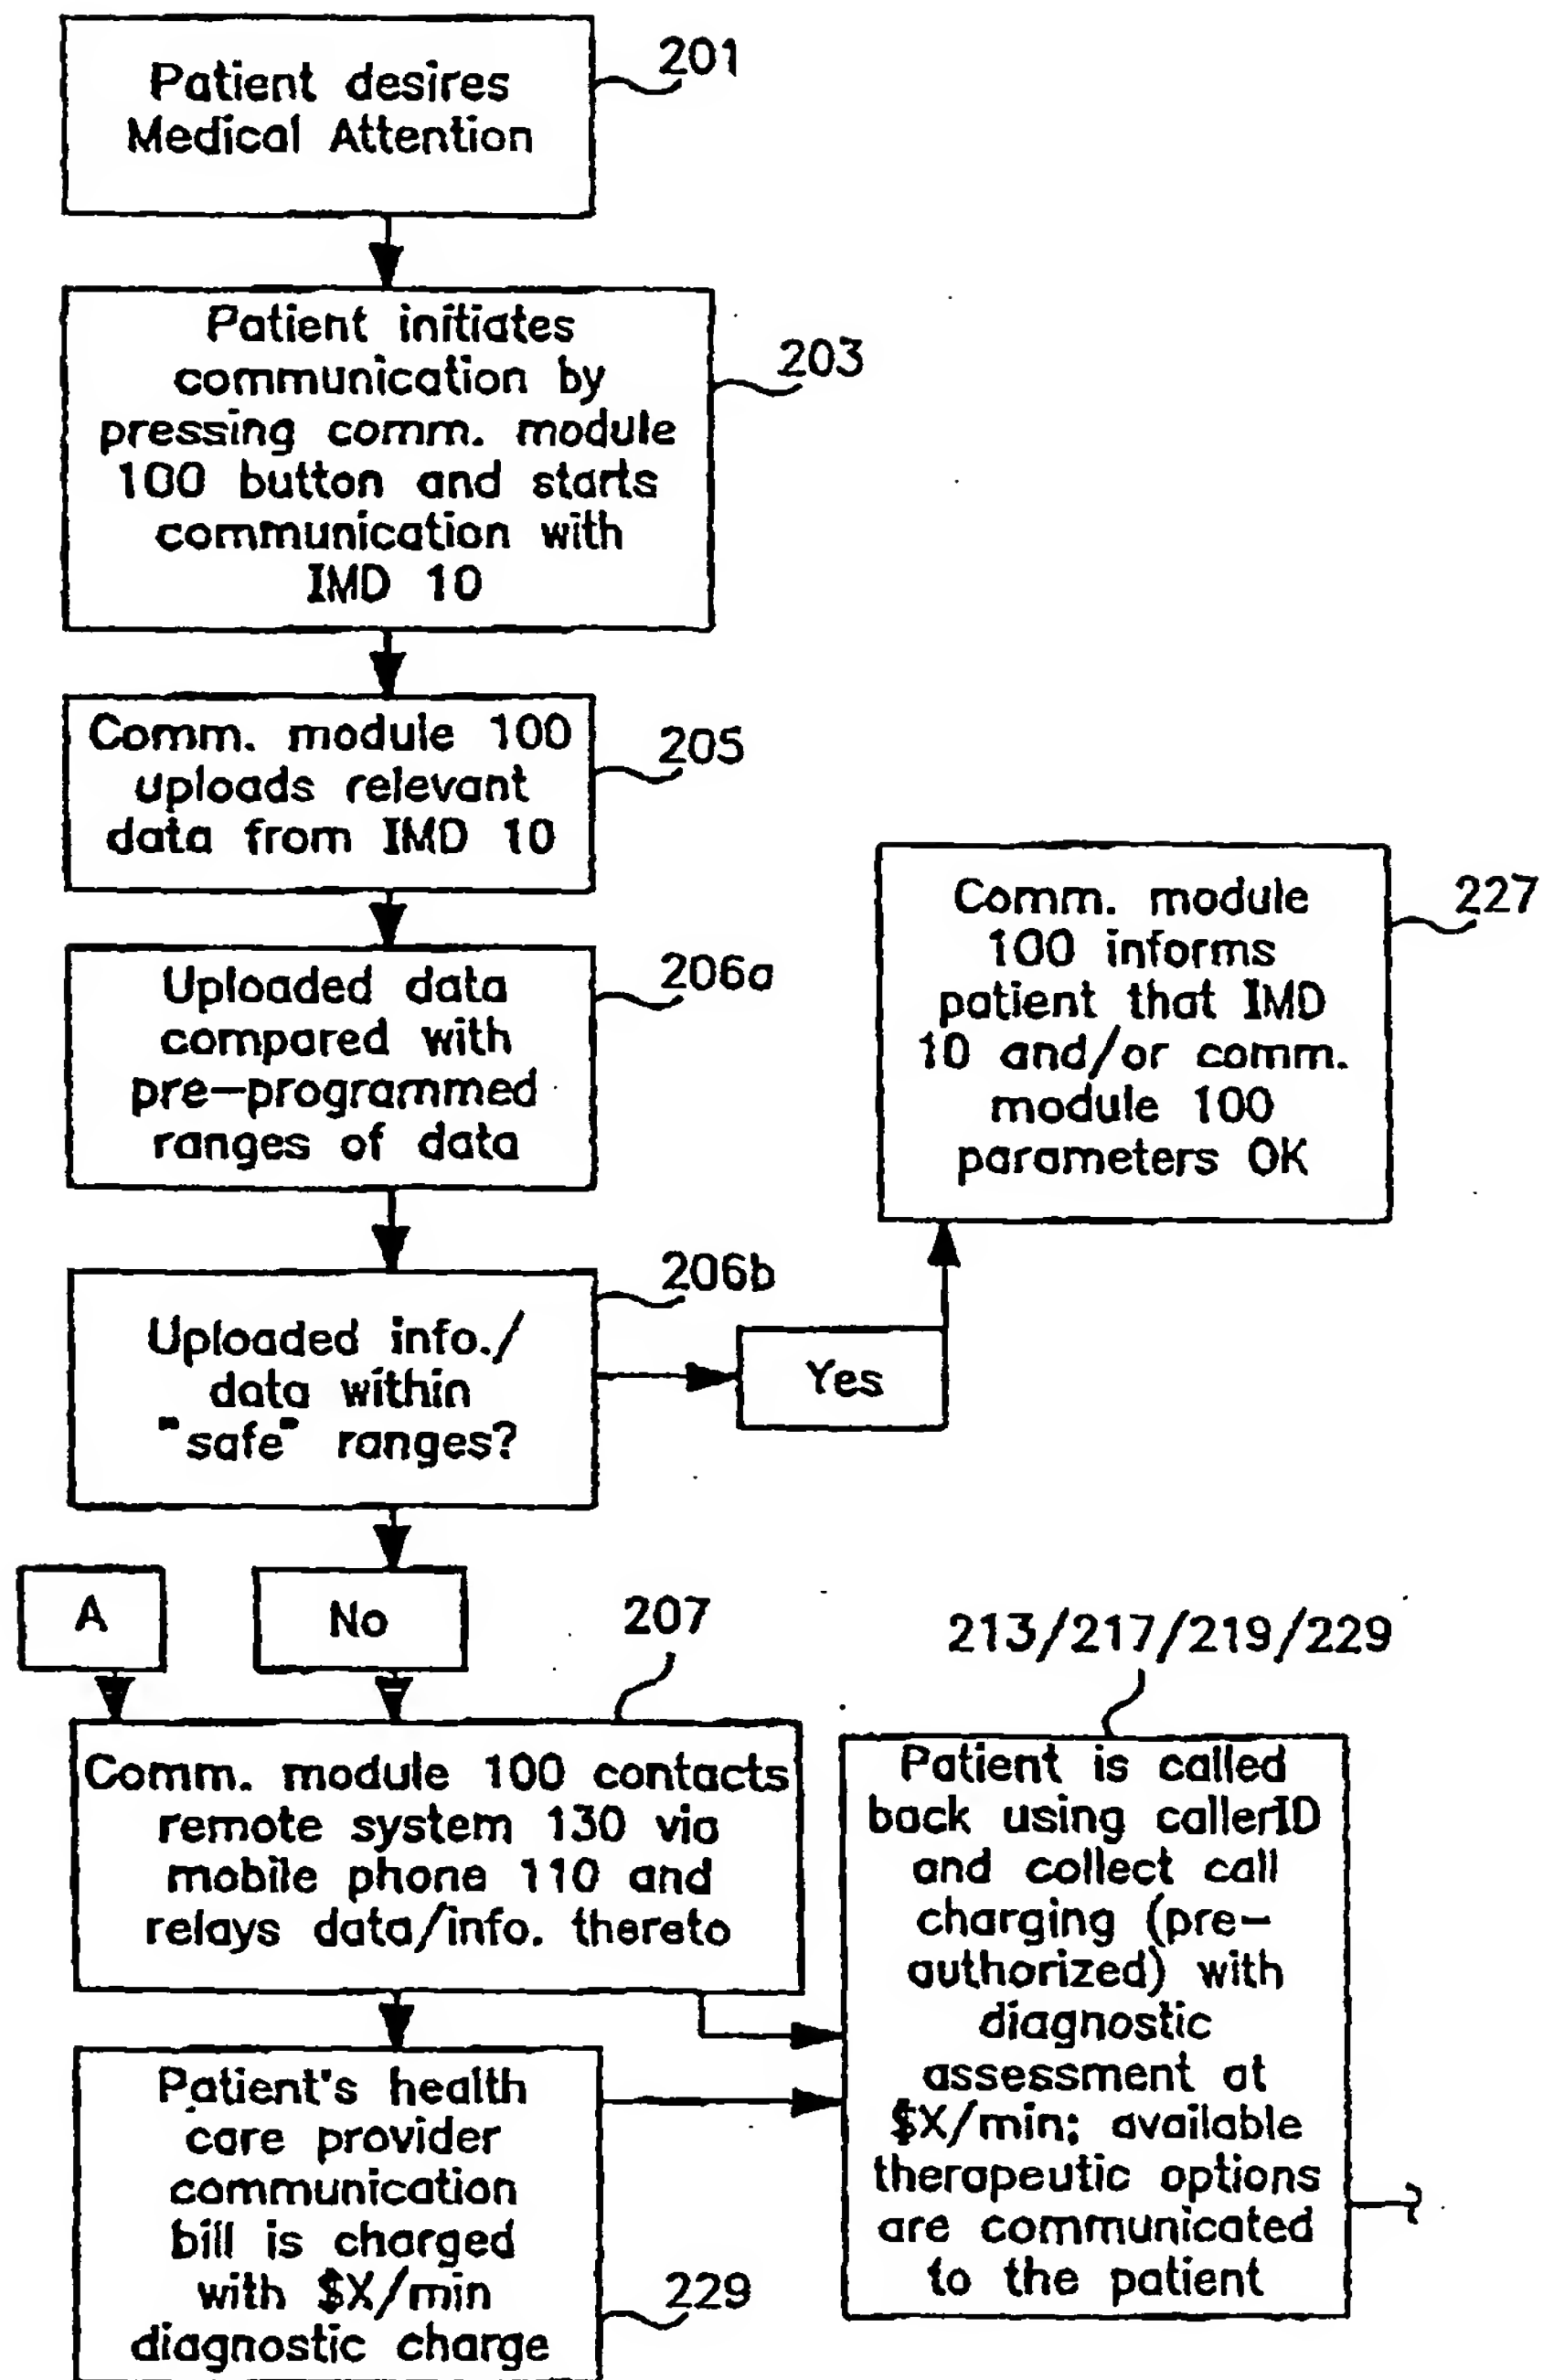 Patient desires
Medical Attention
201
Patient initiates
communication by
pressing comm. module
100 button and starts
communication with
IMD 10
203
Comm. module 100
uploads relevant
data from IMD 10
205
Uploaded data
compared with
pre-programmed
ranges of data
206a
Comm. module
100 informs
patient that IMD
10 and/or comm.
module 100
parameters OK
227
Uploaded info./
data within
"safe" ranges?
206b
Yes
A
No
207
Comm. module 100 contacts
remote system 130 via
mobile phone 110 and
relays data/info. thereto
213/217/219/229
Patient is called
back using callerID
and collect call
charging (pre-
authorized) with
diagnostic
assessment at
$X/min; available
therapeutic options
are communicated
to the patient
Patient's health
care provider
communication
bill is charged
with $X/min
diagnostic charge
229